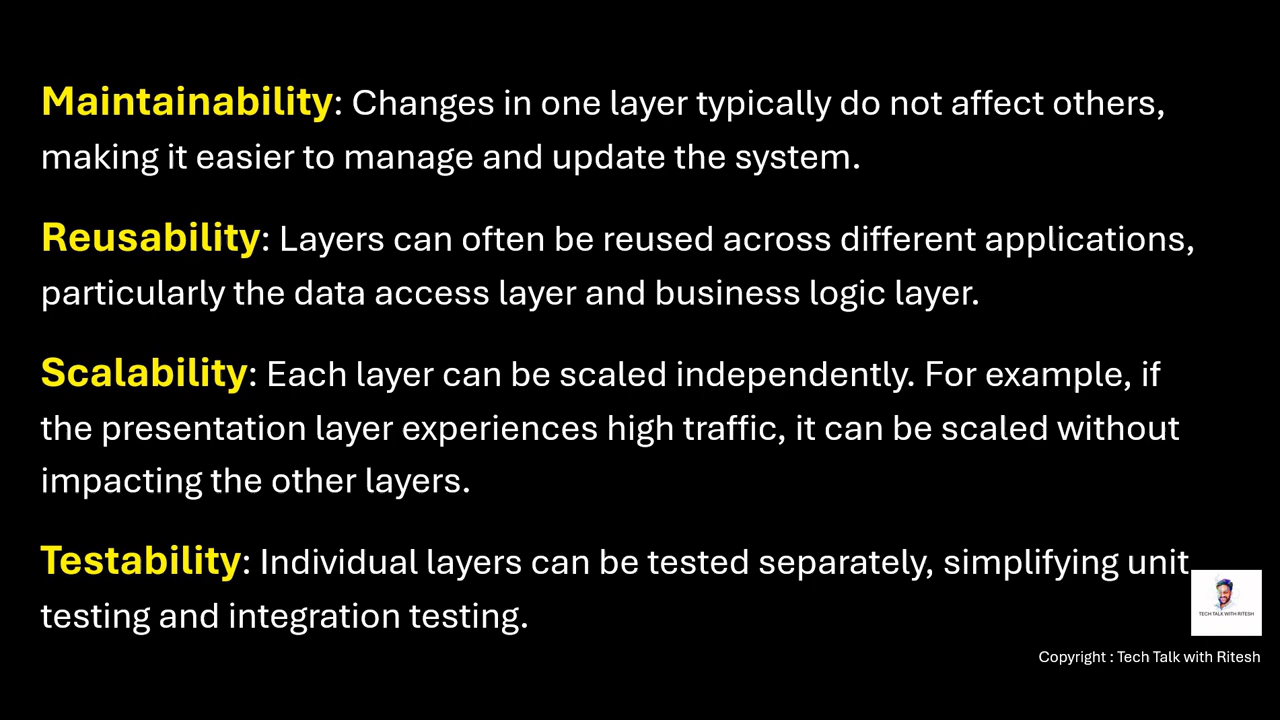 Maintainability: Changes in one layer typically do not affect others,
making it easier to manage and update the system.
Reusability: Layers can often be reused across different applications,
particularly the data access layer and business logic layer.
Scalability: Each layer can be scaled independently. For example, if
the presentation layer experiences high traffic, it can be scaled without
impacting the other layers.
Testability: Individual layers can be tested separately, simplifying unit
testing and integration testing.
TECH TALK WITH RITESH
Copyright : Tech Talk with Ritesh